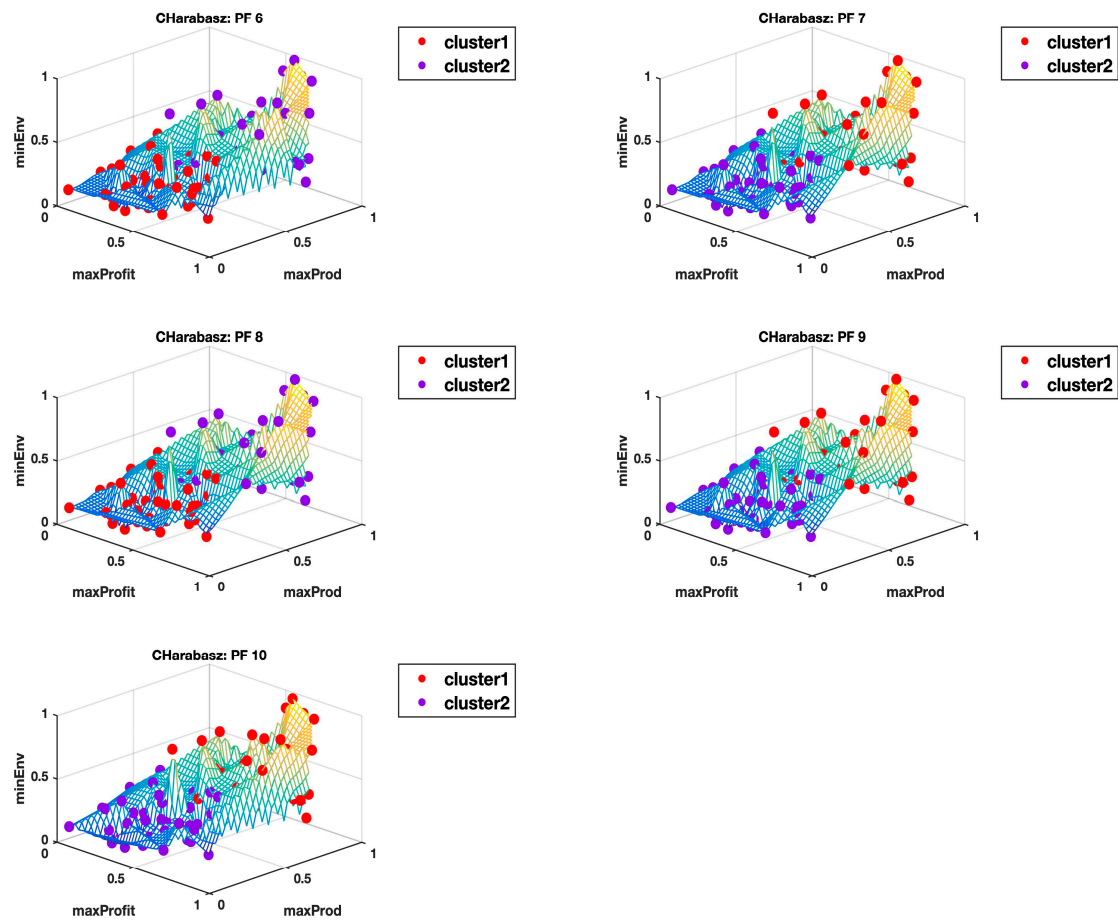 CHarabasz: PF 6
cluster1
cluster2
1
0.5
0
minEnv
0
0.5
1
maxProfit
0
0.5
1
maxProd
CHarabasz: PF 7
cluster1
cluster2
1
0.5
0
minEnv
0
0.5
1
maxProfit
0
0.5
1
maxProd
CHarabasz: PF 8
cluster1
cluster2
1
0.5
0
minEnv
0
0.5
1
maxProfit
0
0.5
1
maxProd
CHarabasz: PF 9
cluster1
cluster2
1
0.5
0
minEnv
0
0.5
1
maxProfit
0
0.5
1
maxProd
CHarabasz: PF 10
cluster1
cluster2
1
0.5
0
minEnv
0
0.5
1
maxProfit
0
0.5
1
maxProd